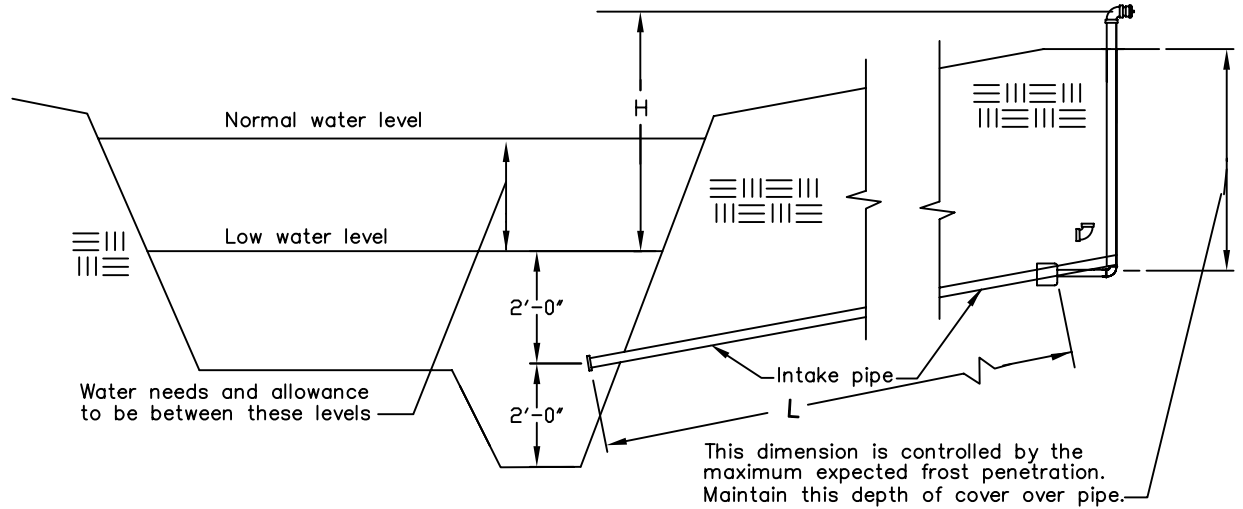 H
Normal water level
Low water level
2'-0"
Water needs and allowance
to be between these levels
2'-0"
Intake pipe
L
This dimension is controlled by the
maximum expected frost penetration.
Maintain this depth of cover over pipe.